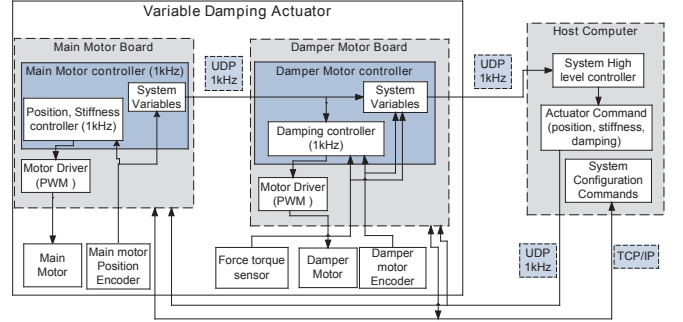 Variable Damping Actuator
Main Motor Board
Main Motor controller (1kHz)
System
Variables
Position, Stiffness
controller (1kHz)
Motor Driver
(PWM )
Main
Motor
Main motor
Position
Encoder
UDP
1kHz
Damper Motor Board
Damper Motor controller
System
Variables
Damping controller
(1kHz)
Motor Driver
(PWM )
Force torque
sensor
Damper
Motor
Damper
motor
Encoder
UDP
1kHz
Host Computer
System High
level controller
Actuator Command
(position, stiffness,
damping)
System
Configuration
Commands
UDP
1kHz
TCP/IP